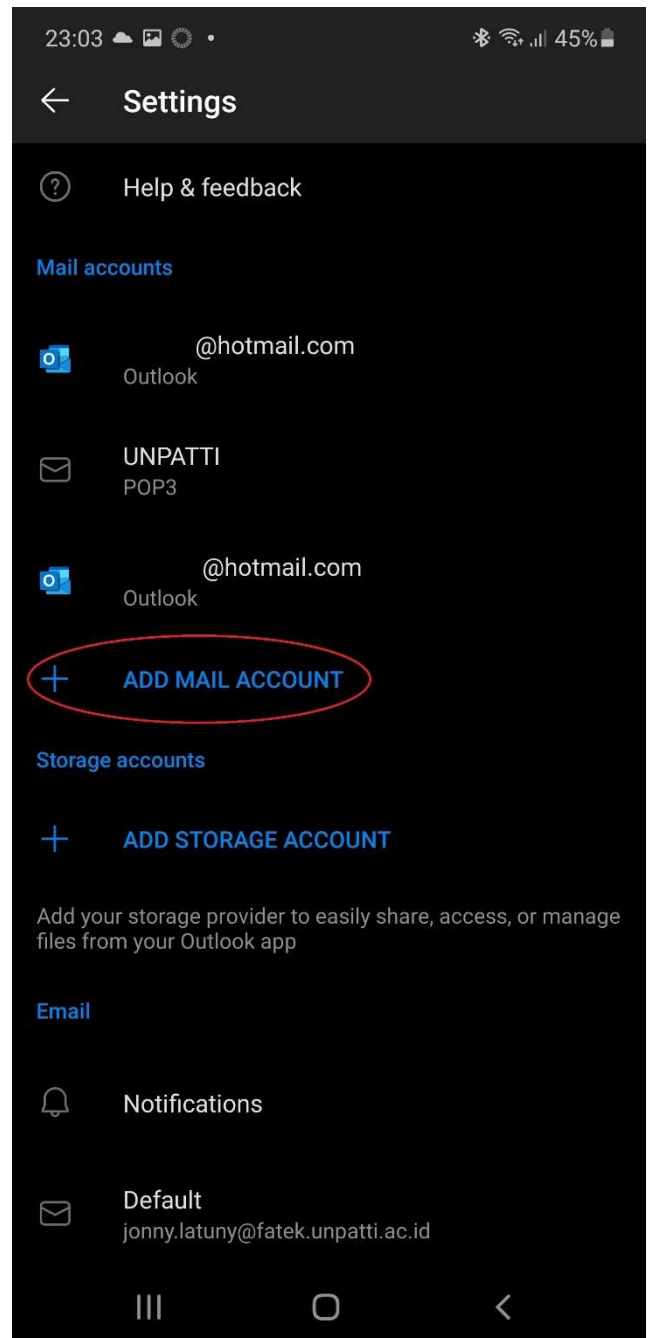 23:03
45%
Settings
Help & feedback
Mail accounts
@hotmail.com
Outlook
UNPATTI
POP3
@hotmail.com
Outlook
ADD MAIL ACCOUNT
Storage accounts
ADD STORAGE ACCOUNT
Add your storage provider to easily share, access, or manage
files from your Outlook app
Email
Notifications
Default
jonny.latuny@fatek.unpatti.ac.id